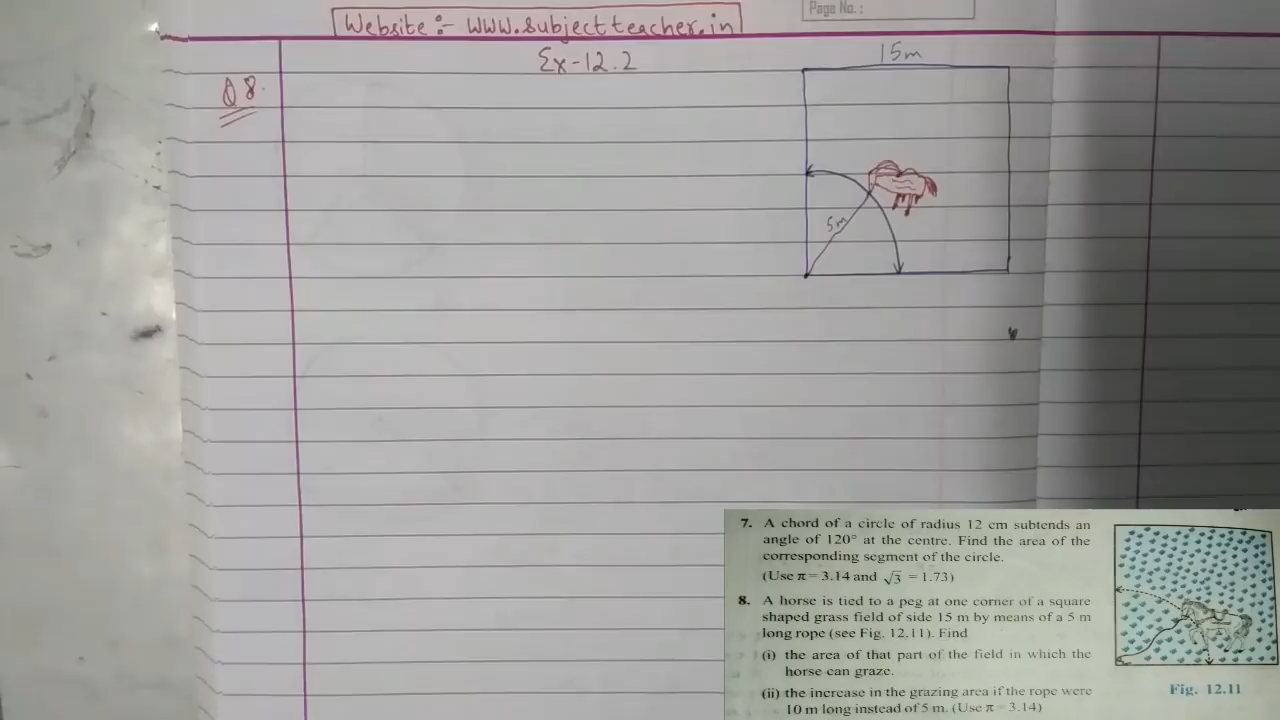 Website :- www.subjectteacher.in
Page No. :
Ex-12.2
15m
Q8.
5m
7. A chord of a circle of radius 12 cm subtends an
angle of 120° at the centre. Find the area of the
corresponding segment of the circle.
(Use π = 3.14 and √3 = 1.73)
8. A horse is tied to a peg at one corner of a square
shaped grass field of side 15 m by means of a 5 m
long rope (see Fig. 12.11). Find
(i) the area of that part of the field in which the
horse can graze.
(ii) the increase in the grazing area if the rope were
10 m long instead of 5 m. (Use π = 3.14)
Fig. 12.11